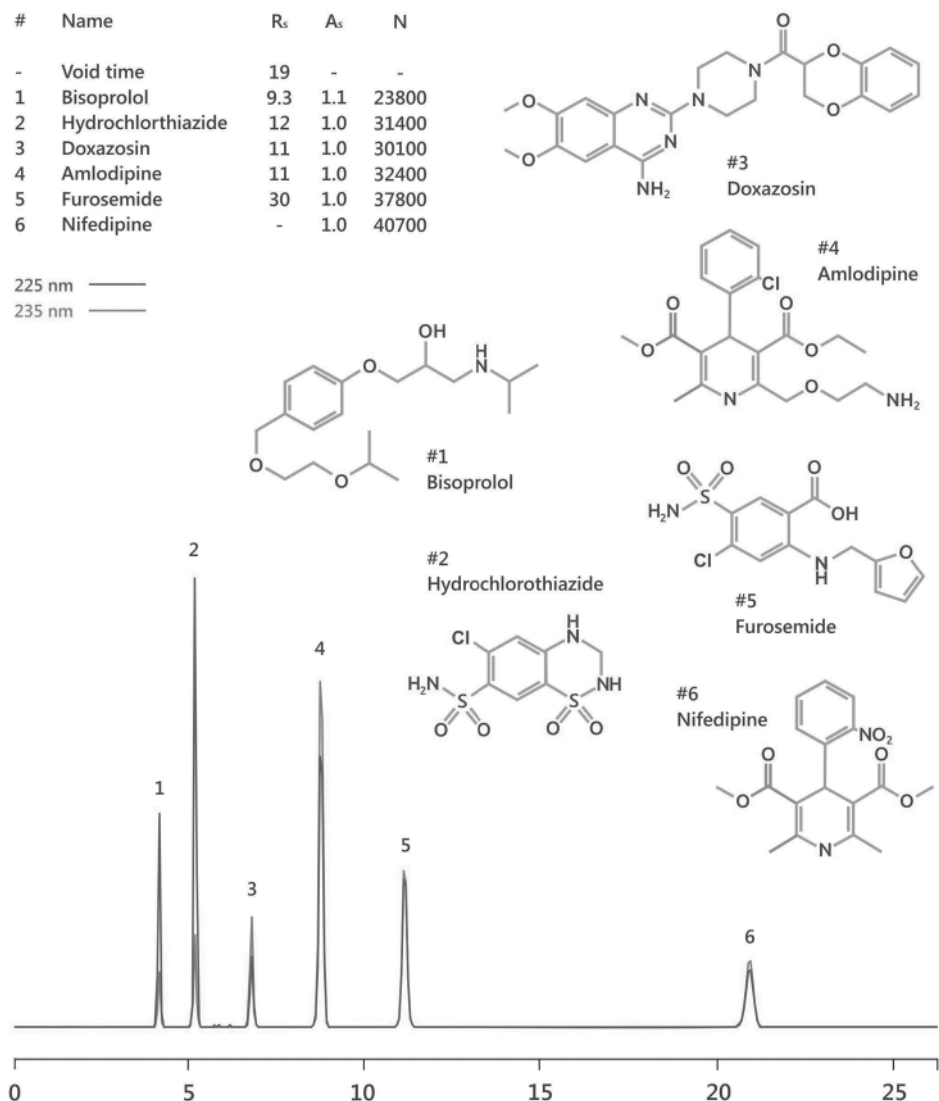 # Name Rs As N
- Void time 19 - -
1 Bisoprolol 9.3 1.1 23800
2 Hydrochlorthiazide 12 1.0 31400
3 Doxazosin 11 1.0 30100
4 Amlodipine 11 1.0 32400
5 Furosemide 30 1.0 37800
6 Nifedipine - 1.0 40700
225 nm
235 nm
O
O
O
N
N
N
N
N
O
O
O
NH₂
#3
Doxazosin
#4
Amlodipine
Cl
O
O
O
O
N
O
NH₂
OH
H
N
O
O
O
#1
Bisoprolol
O O
S
H₂N
O
OH
Cl
N
H
O
#5
Furosemide
#2
Hydrochlorothiazide
H
N
Cl
H₂N
S
NH
S
O O
O O
#6
Nifedipine
NO₂
O
O
O
O
N
1
2
3
4
5
6
0 5 10 15 20 25